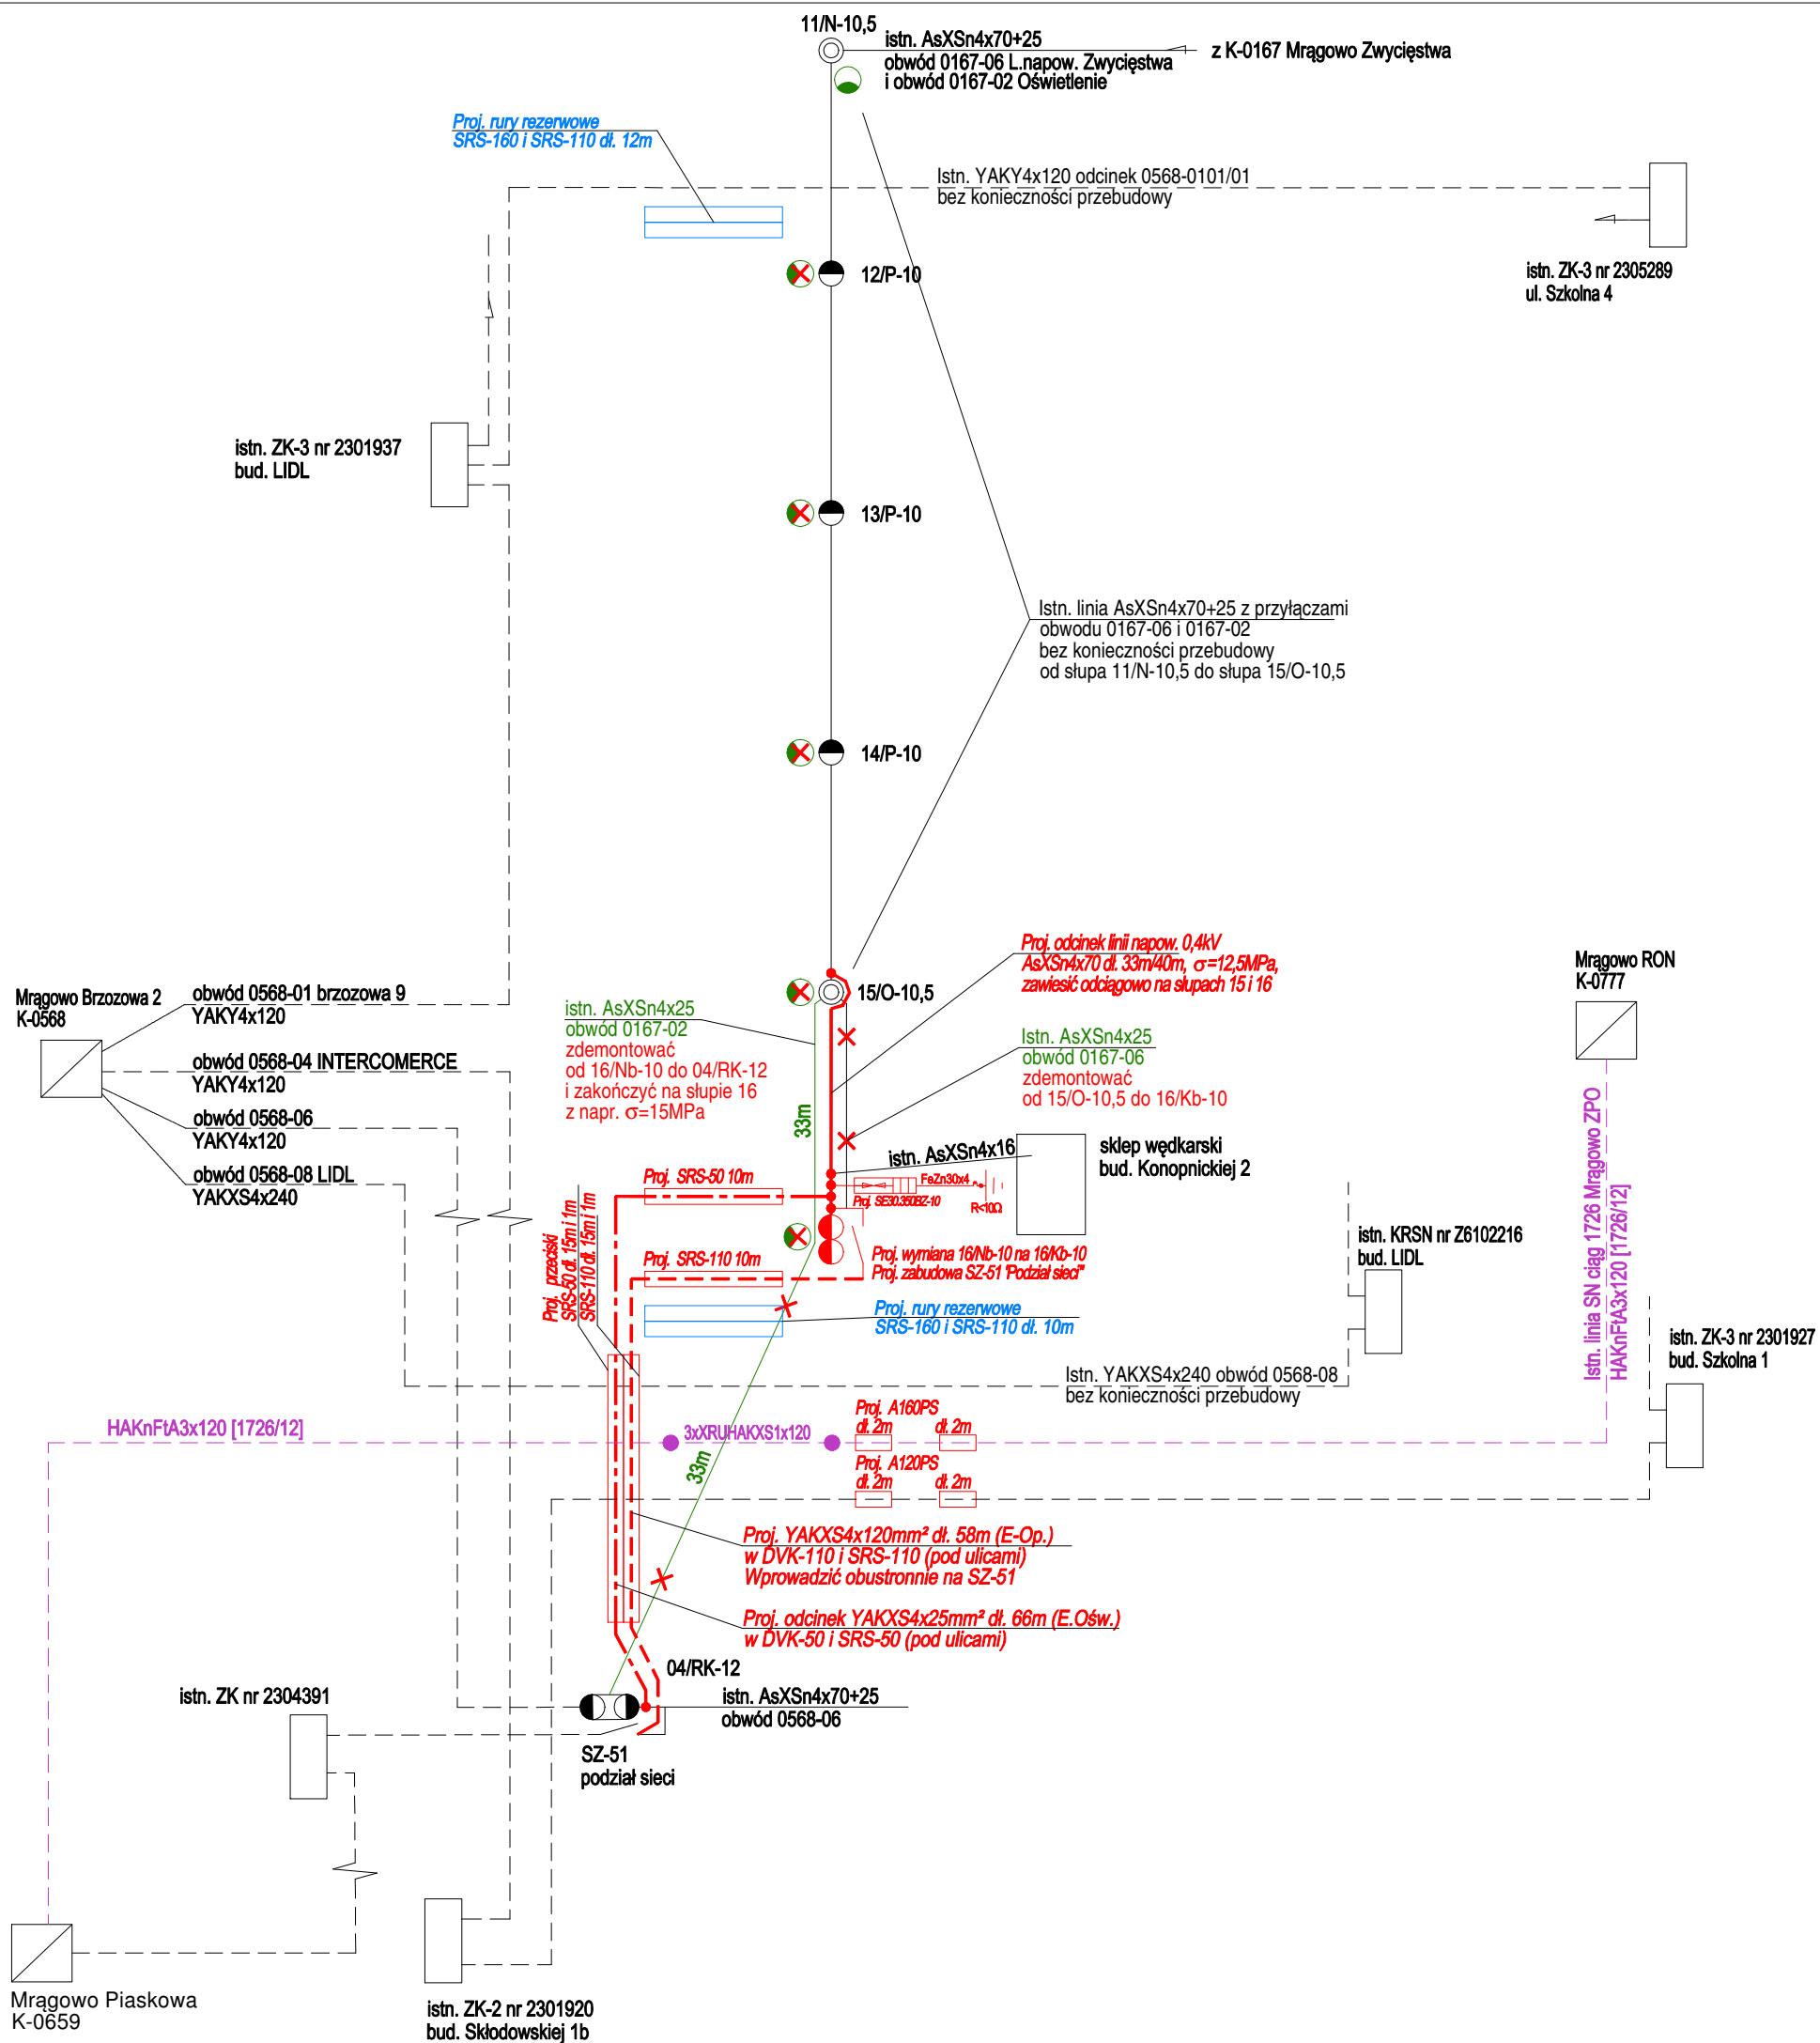 11/N-10,5
istn. AsXSn4x70+25
obwód 0167-06 L.napow. Zwycięstwa
i obwód 0167-02 Oświetlenie
z K-0167 Mrągowo Zwycięstwa
Proj. rury rezerwowe
SRS-160 i SRS-110 dł. 12m
Istn. YAKY4x120 odcinek 0568-0101/01
bez konieczności przebudowy
istn. ZK-3 nr 2305289
ul. Szkolna 4
12/P-10
istn. ZK-3 nr 2301937
bud. LIDL
13/P-10
Istn. linia AsXSn4x70+25 z przyłączami
obwodu 0167-06 i 0167-02
bez konieczności przebudowy
od słupa 11/N-10,5 do słupa 15/O-10,5
14/P-10
Proj. odcinek linii napow. 0,4kV
AsXSn4x70 dł. 33m/40m, σ=12,5MPa,
zawiesić odciągowo na słupach 15 i 16
Mrągowo RON
K-0777
Mrągowo Brzozowa 2
K-0568
obwód 0568-01 brzozowa 9
YAKY4x120
obwód 0568-04 INTERCOMERCE
YAKY4x120
obwód 0568-06
YAKY4x120
obwód 0568-08 LIDL
YAKXS4x240
15/O-10,5
istn. AsXSn4x25
obwód 0167-02
zdemontować
od 16/Nb-10 do 04/RK-12
i zakończyć na słupie 16
z napr. σ=15MPa
Istn. AsXSn4x25
obwód 0167-06
zdemontować
od 15/O-10,5 do 16/Kb-10
33m
istn. AsXSn4x16
sklep wędkarski
bud. Konopnickiej 2
Proj. SRS-50 10m
FeZn30x4
Proj. SE30.350BZ-10
R<10Ω
Proj. przeciski
SRS-50 dł. 15m i 1m
SRS-110 dł. 15m i 1m
Proj. SRS-110 10m
Proj. wymiana 16/Nb-10 na 16/Kb-10
Proj. zabudowa SZ-51 "Podział sieci"
istn. KRSN nr Z6102216
bud. LIDL
Istn. linia SN ciąg 1726 Mrągowo ZPO
HAKnFtA3x120 [1726/12]
Proj. rury rezerwowe
SRS-160 i SRS-110 dł. 10m
istn. ZK-3 nr 2301927
bud. Szkolna 1
Istn. YAKXS4x240 obwód 0568-08
bez konieczności przebudowy
HAKnFtA3x120 [1726/12]
3xXRUHAKXS1x120
Proj. A160PS
dł. 2m
dł. 2m
33m
Proj. A120PS
dł. 2m
dł. 2m
Proj. YAKXS4x120mm² dł. 58m (E-Op.)
w DVK-110 i SRS-110 (pod ulicami)
Wprowadzić obustronnie na SZ-51
Proj. odcinek YAKXS4x25mm² dł. 66m (E.Ośw.)
w DVK-50 i SRS-50 (pod ulicami)
04/RK-12
istn. ZK nr 2304391
istn. AsXSn4x70+25
obwód 0568-06
SZ-51
podział sieci
Mrągowo Piaskowa
K-0659
istn. ZK-2 nr 2301920
bud. Skłodowskiej 1b